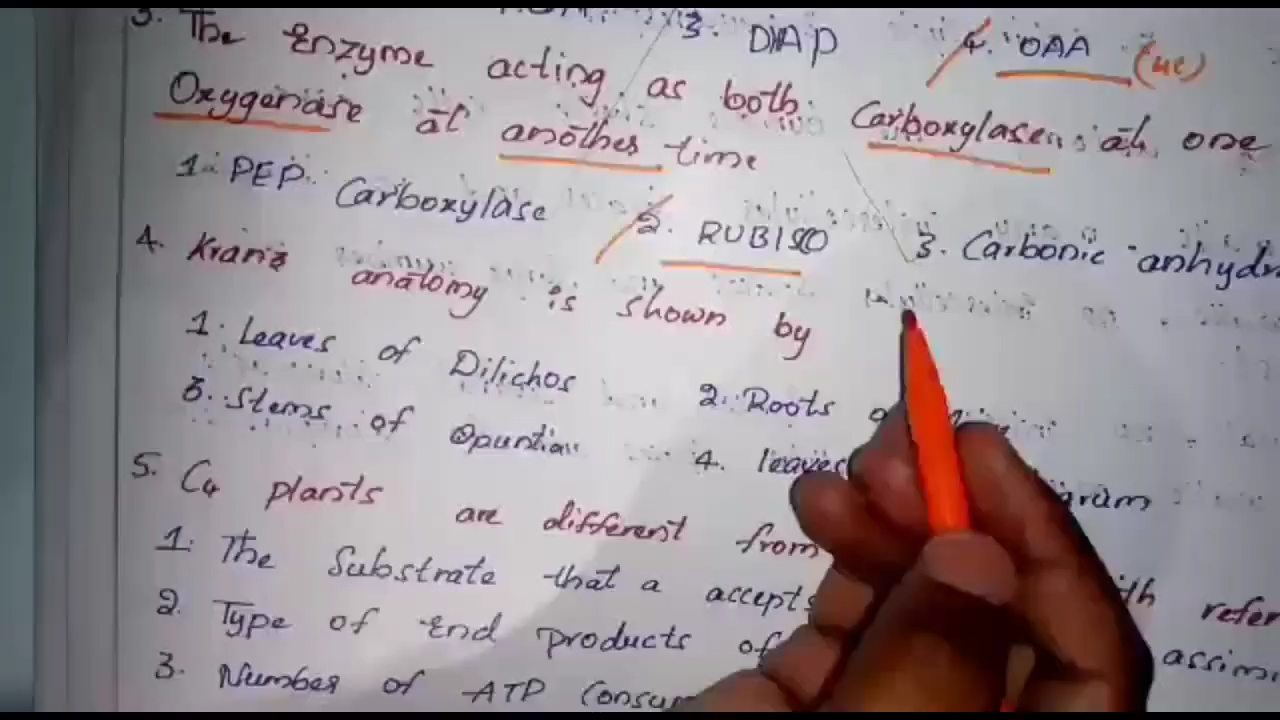 3. DHAP 4. OAA (4C)
3. The Enzyme acting as both Carboxylase at one
Oxygenase at another time
1. PEP Carboxylase 2. RUBISCO 3. Carbonic
4. Kranz anatomy is shown by
1. Leaves of Dilichos 2. Roots
3. Stems of Opuntia 4. leaves
5. C4 plants are different from
1. The Substrate that a accepts
2. Type of End products of
3. Number of ATP